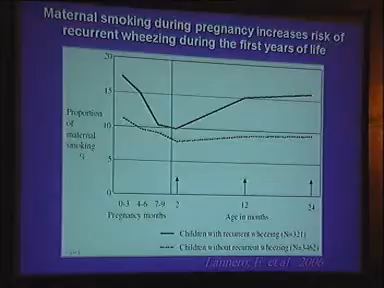 Maternal smoking during pregnancy increases risk of
recurrent wheezing during the first years of life
20
15
10
5
0
Proportion
of
maternal
smoking
0-3 4-6 7-9 2 12 24
Pregnancy months Age in months
Children with recurrent wheezing (N=321)
Children without recurrent wheezing (N=3462)
Lannerö, E et al 2006